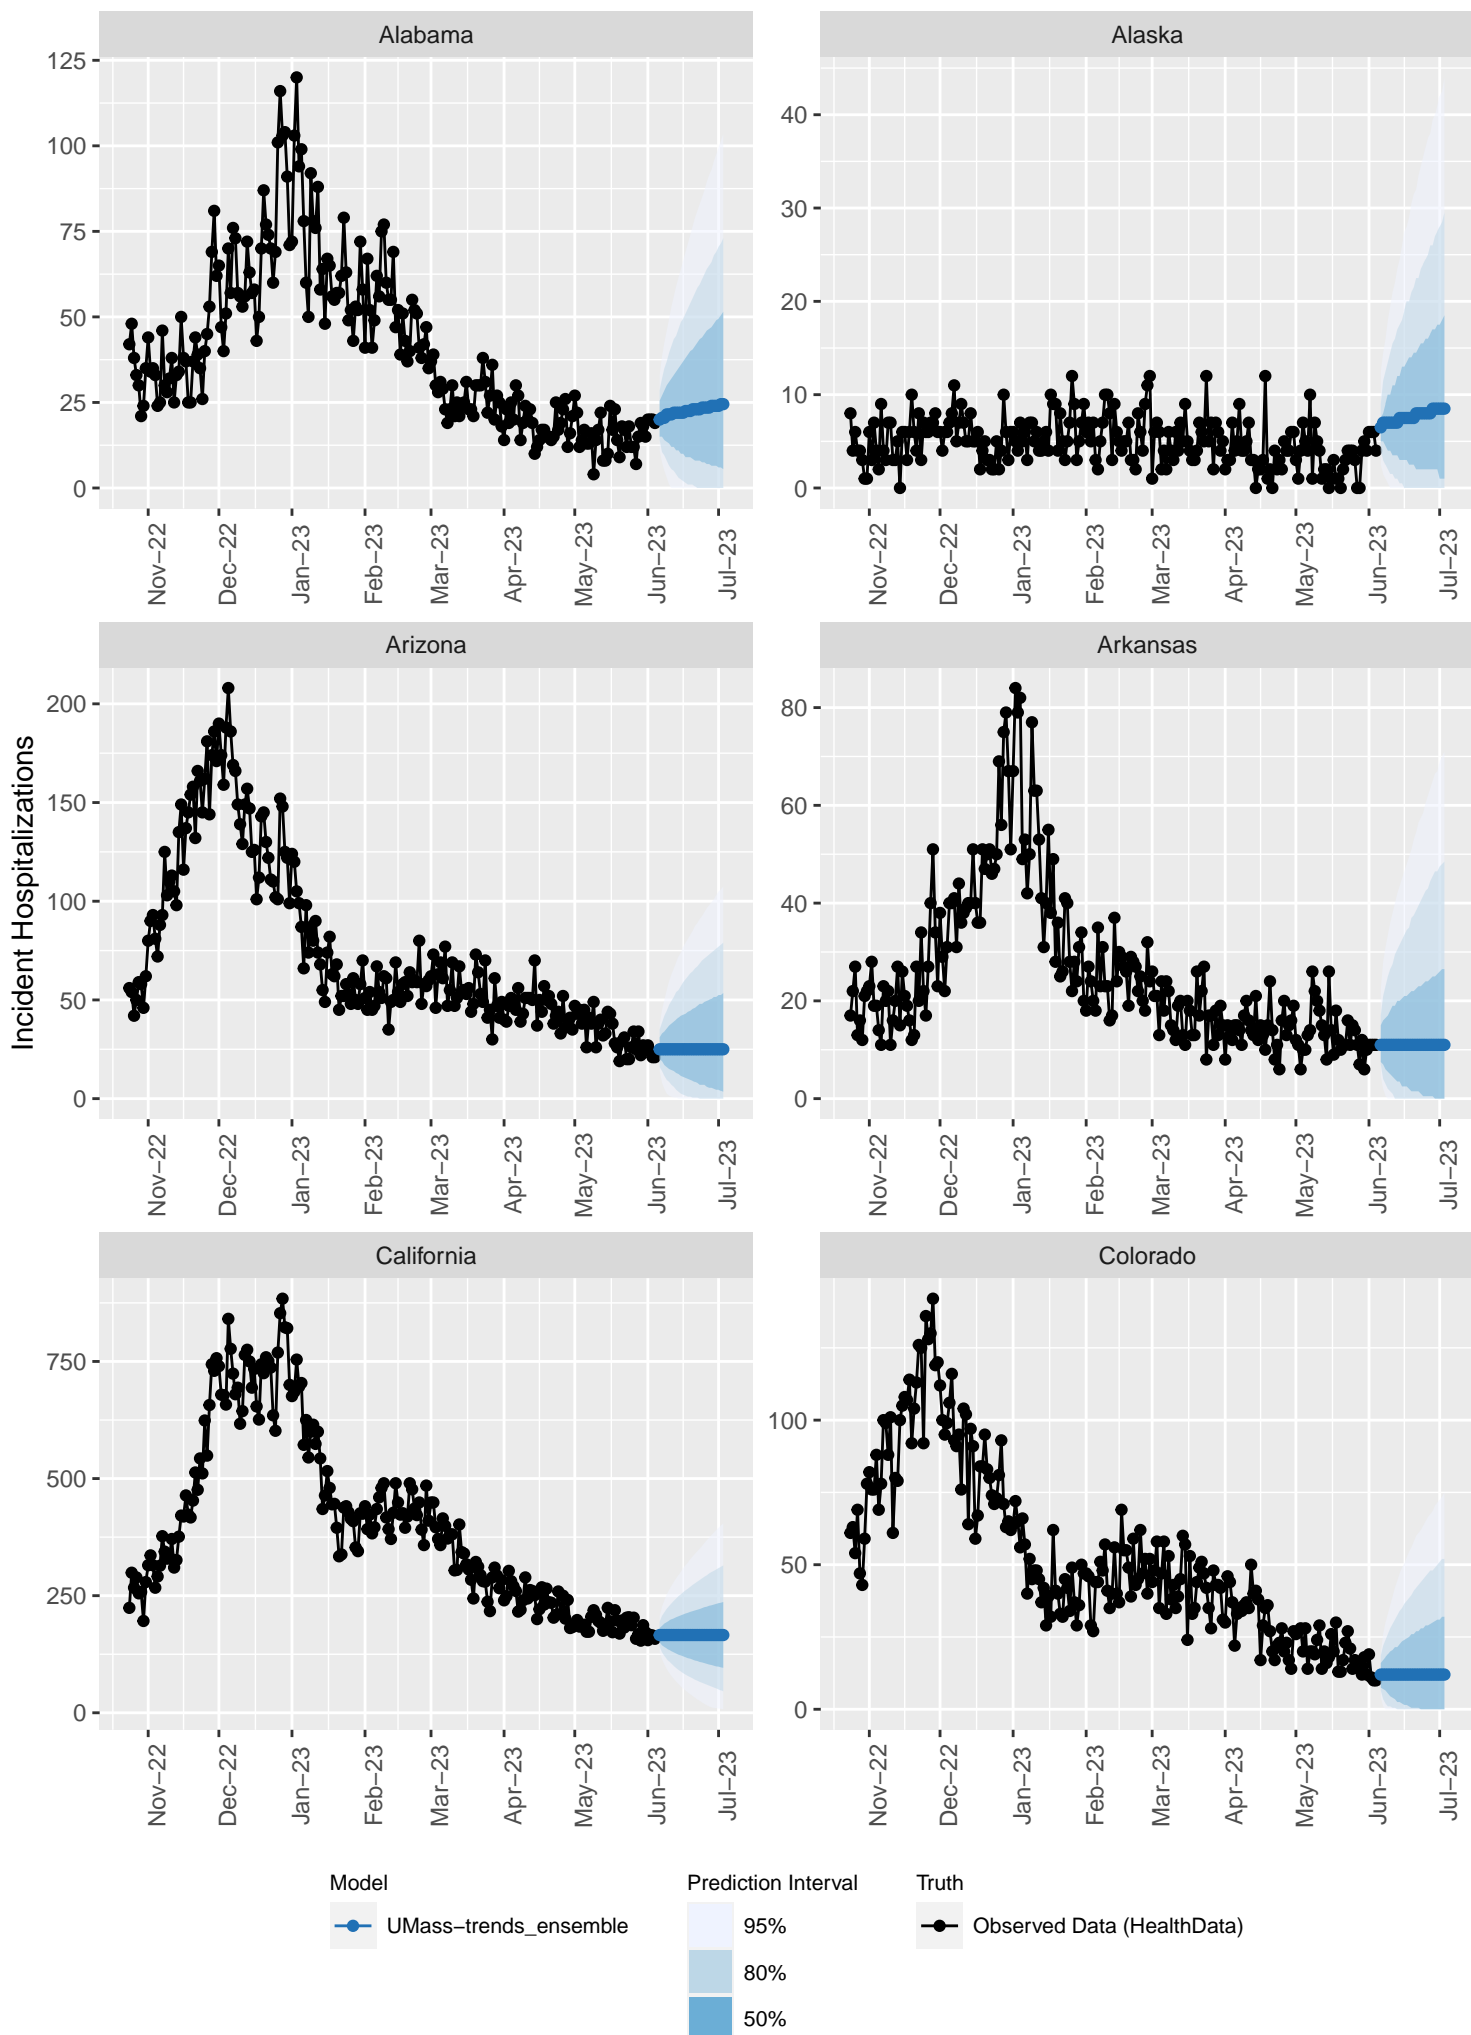 Alabama
Alaska
125
100
75
50
25
0
40
30
20
10
0
Nov−22
Dec−22
Jan−23
Feb−23
Mar−23
Apr−23
May−23
Jun−23
Jul−23
Nov−22
Dec−22
Jan−23
Feb−23
Mar−23
Apr−23
May−23
Jun−23
Jul−23
Incident Hospitalizations
Arizona
Arkansas
200
150
100
50
0
80
60
40
20
0
Nov−22
Dec−22
Jan−23
Feb−23
Mar−23
Apr−23
May−23
Jun−23
Jul−23
Nov−22
Dec−22
Jan−23
Feb−23
Mar−23
Apr−23
May−23
Jun−23
Jul−23
California
Colorado
750
500
250
0
100
50
0
Nov−22
Dec−22
Jan−23
Feb−23
Mar−23
Apr−23
May−23
Jun−23
Jul−23
Nov−22
Dec−22
Jan−23
Feb−23
Mar−23
Apr−23
May−23
Jun−23
Jul−23
Model
UMass−trends_ensemble
Prediction Interval
95%
80%
50%
Truth
Observed Data (HealthData)